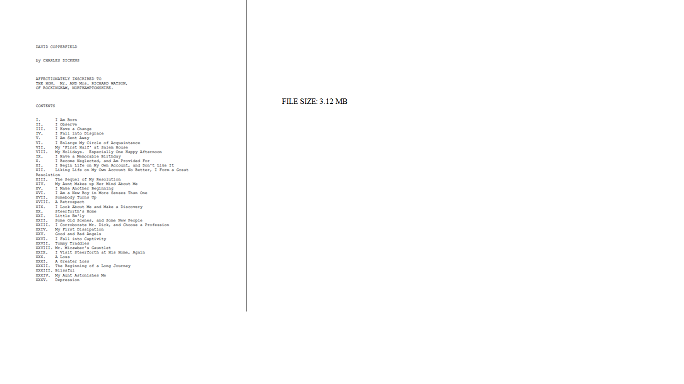 DAVID COPPERFIELD
by CHARLES DICKENS
AFFECTIONATELY INSCRIBED TO
THE HON. Mr. AND Mrs. RICHARD WATSON,
OF ROCKINGHAM, NORTHAMPTONSHIRE.
CONTENTS
I. I Am Born
II. I Observe
III. I Have a Change
IV. I Fall into Disgrace
V. I Am Sent Away
VI. I Enlarge My Circle of Acquaintance
VII. My 'First Half' at Salem House
VIII. My Holidays. Especially One Happy Afternoon
IX. I Have a Memorable Birthday
X. I Become Neglected, and Am Provided For
XI. I Begin Life on My Own Account, and Don't Like It
XII. Liking Life on My Own Account No Better, I Form a Great
Resolution
XIII. The Sequel of My Resolution
XIV. My Aunt Makes up Her Mind About Me
XV. I Make Another Beginning
XVI. I Am a New Boy in More Senses Than One
XVII. Somebody Turns Up
XVIII. A Retrospect
XIX. I Look About Me and Make a Discovery
XX. Steerforth's Home
XXI. Little Em'ly
XXII. Some Old Scenes, and Some New People
XXIII. I Corroborate Mr. Dick, and Choose a Profession
XXIV. My First Dissipation
XXV. Good and Bad Angels
XXVI. I Fall into Captivity
XXVII. Tommy Traddles
XXVIII. Mr. Micawber's Gauntlet
XXIX. I Visit Steerforth at His Home, Again
XXX. A Loss
XXXI. A Greater Loss
XXXII. The Beginning of a Long Journey
XXXIII. Blissful
XXXIV. My Aunt Astonishes Me
XXXV. Depression
FILE SIZE: 3.12 MB